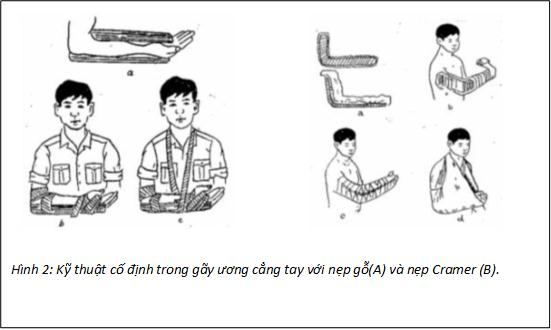 a
b
c
a
b
c
d
Hình 2: Kỹ thuật cố định trong gãy ương cẳng tay với nẹp gỗ(A) và nẹp Cramer (B).